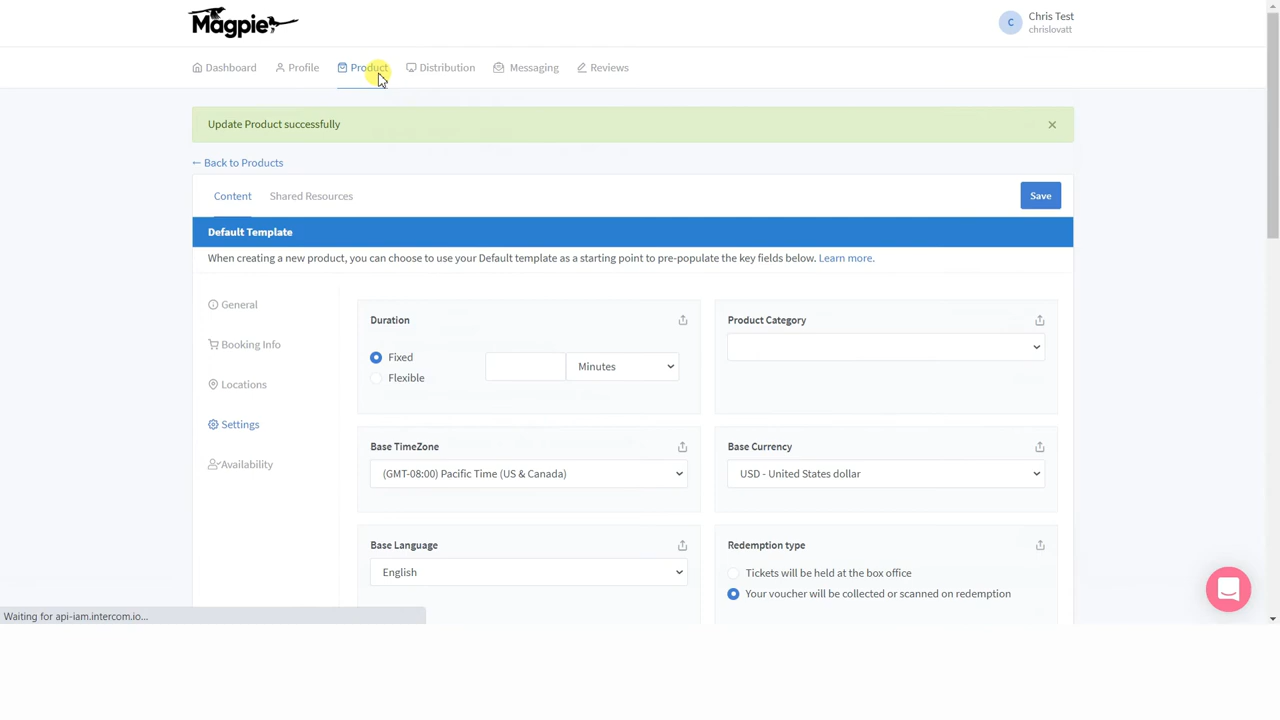 Magpie
C
Chris Test
chrislovatt
Dashboard
Profile
Product
Distribution
Messaging
Reviews
Update Product successfully
×
← Back to Products
Content
Shared Resources
Save
Default Template
When creating a new product, you can choose to use your Default template as a starting point to pre-populate the key fields below. Learn more.
General
Booking Info
Locations
Settings
Availability
Duration
Fixed
Flexible
Minutes
Product Category
Base TimeZone
(GMT-08:00) Pacific Time (US & Canada)
Base Currency
USD - United States dollar
Base Language
English
Redemption type
Tickets will be held at the box office
Your voucher will be collected or scanned on redemption
Waiting for api-iam.intercom.io...